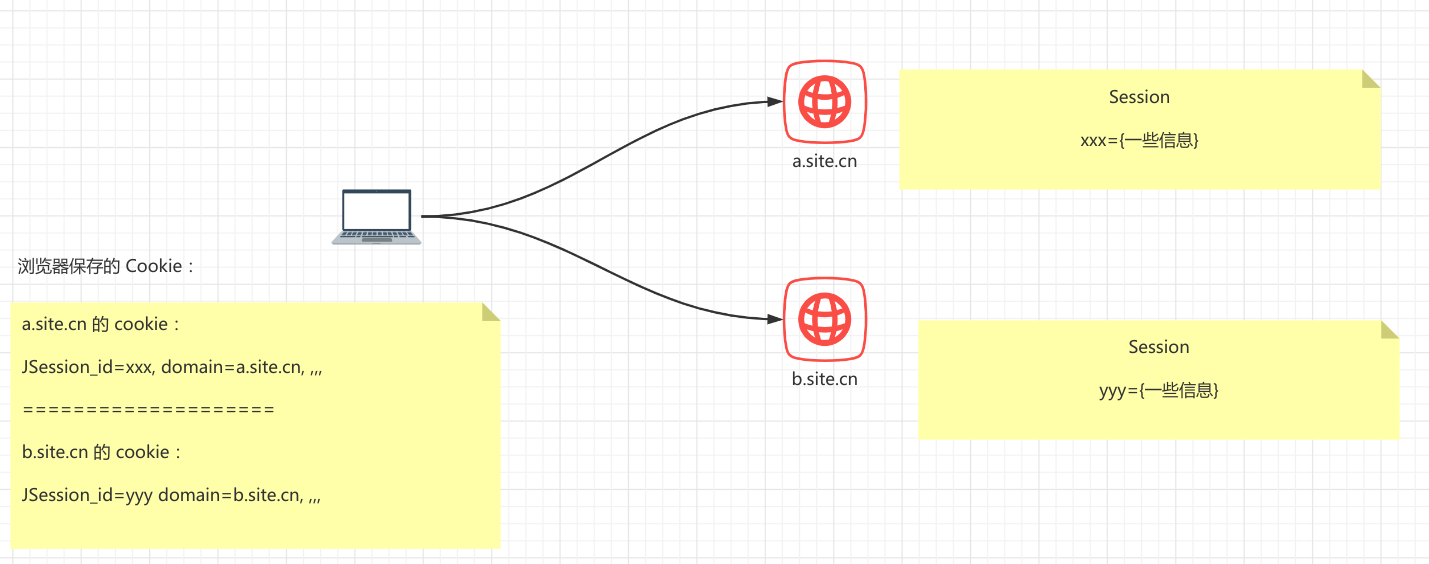 a.site.cn
Session
xxx={一些信息}
浏览器保存的 Cookie：
a.site.cn 的 cookie：
JSession_id=xxx, domain=a.site.cn, ,,,
====================
b.site.cn 的 cookie：
JSession_id=yyy domain=b.site.cn, ,,,
b.site.cn
Session
yyy={一些信息}